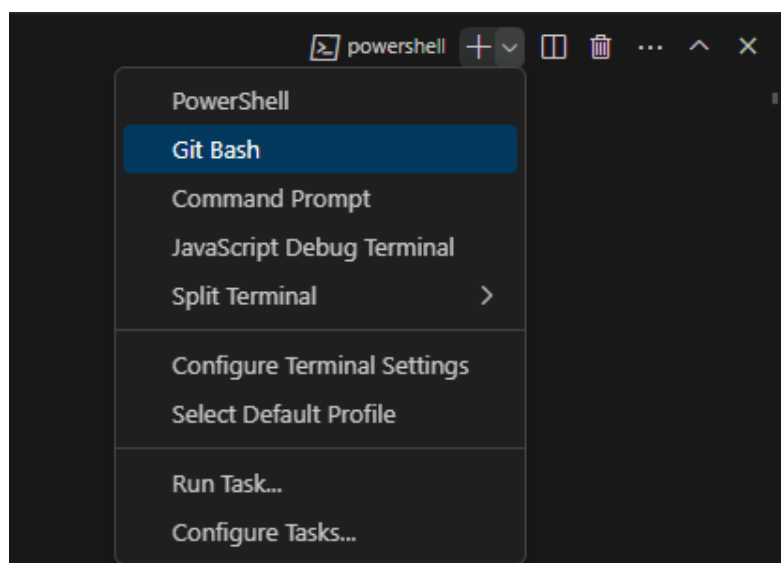 powershell
PowerShell
Git Bash
Command Prompt
JavaScript Debug Terminal
Split Terminal
Configure Terminal Settings
Select Default Profile
Run Task...
Configure Tasks...